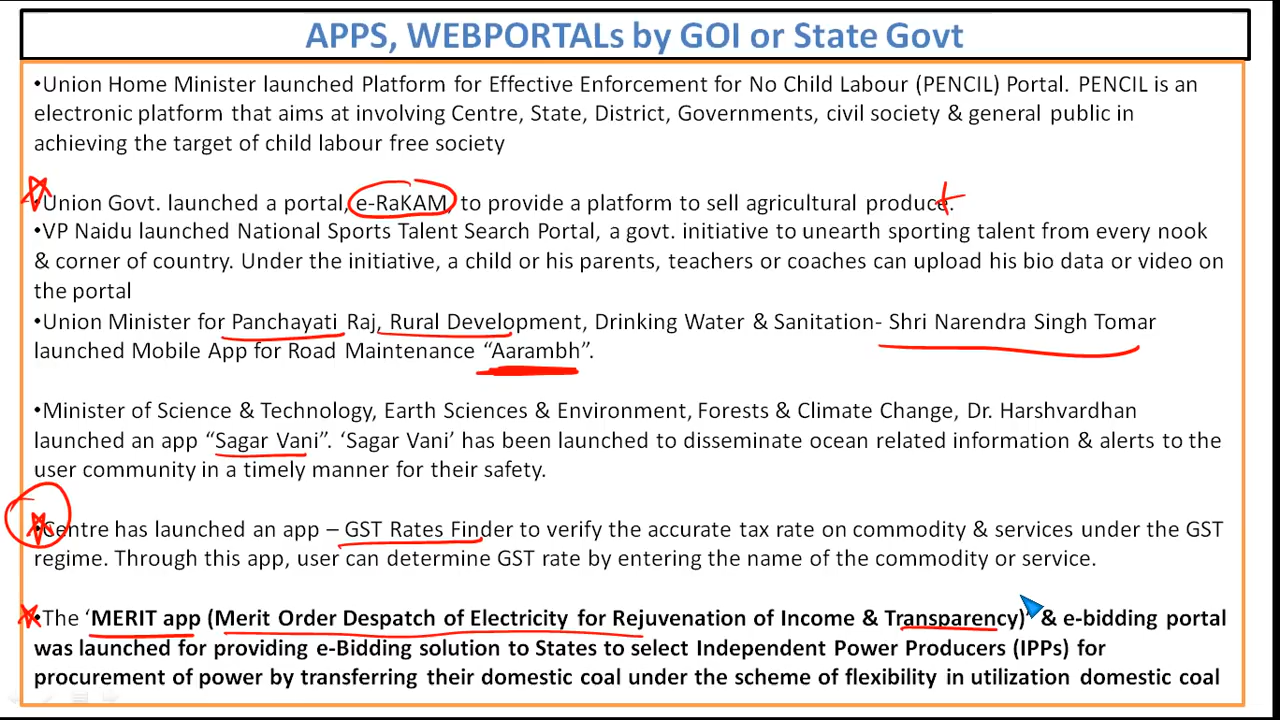 APPS, WEBPORTALs by GOI or State Govt
•Union Home Minister launched Platform for Effective Enforcement for No Child Labour (PENCIL) Portal. PENCIL is an
electronic platform that aims at involving Centre, State, District, Governments, civil society & general public in
achieving the target of child labour free society
•Union Govt. launched a portal, e-RaKAM, to provide a platform to sell agricultural produce.
•VP Naidu launched National Sports Talent Search Portal, a govt. initiative to unearth sporting talent from every nook
& corner of country. Under the initiative, a child or his parents, teachers or coaches can upload his bio data or video on
the portal
•Union Minister for Panchayati Raj, Rural Development, Drinking Water & Sanitation- Shri Narendra Singh Tomar
launched Mobile App for Road Maintenance “Aarambh”.
•Minister of Science & Technology, Earth Sciences & Environment, Forests & Climate Change, Dr. Harshvardhan
launched an app “Sagar Vani”. ‘Sagar Vani’ has been launched to disseminate ocean related information & alerts to the
user community in a timely manner for their safety.
•Centre has launched an app – GST Rates Finder to verify the accurate tax rate on commodity & services under the GST
regime. Through this app, user can determine GST rate by entering the name of the commodity or service.
•The ‘MERIT app (Merit Order Despatch of Electricity for Rejuvenation of Income & Transparency)’ & e-bidding portal
was launched for providing e-Bidding solution to States to select Independent Power Producers (IPPs) for
procurement of power by transferring their domestic coal under the scheme of flexibility in utilization domestic coal